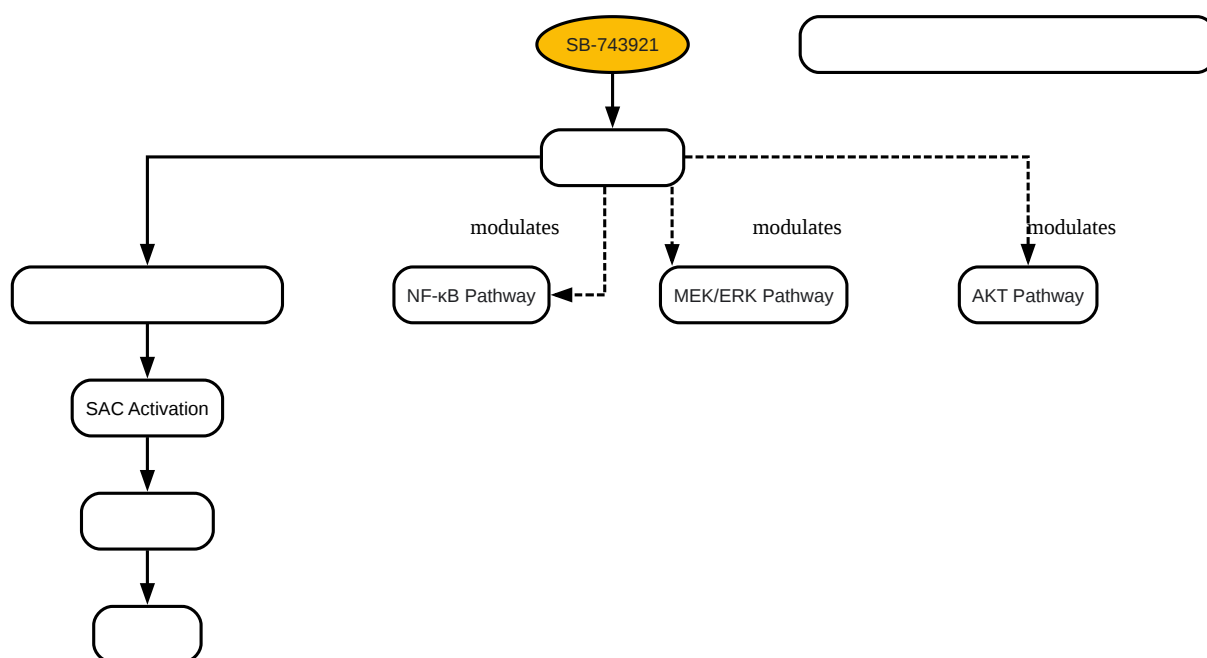 SB-743921
modulates
modulates
modulates
NF-κB Pathway
MEK/ERK Pathway
AKT Pathway
SAC Activation